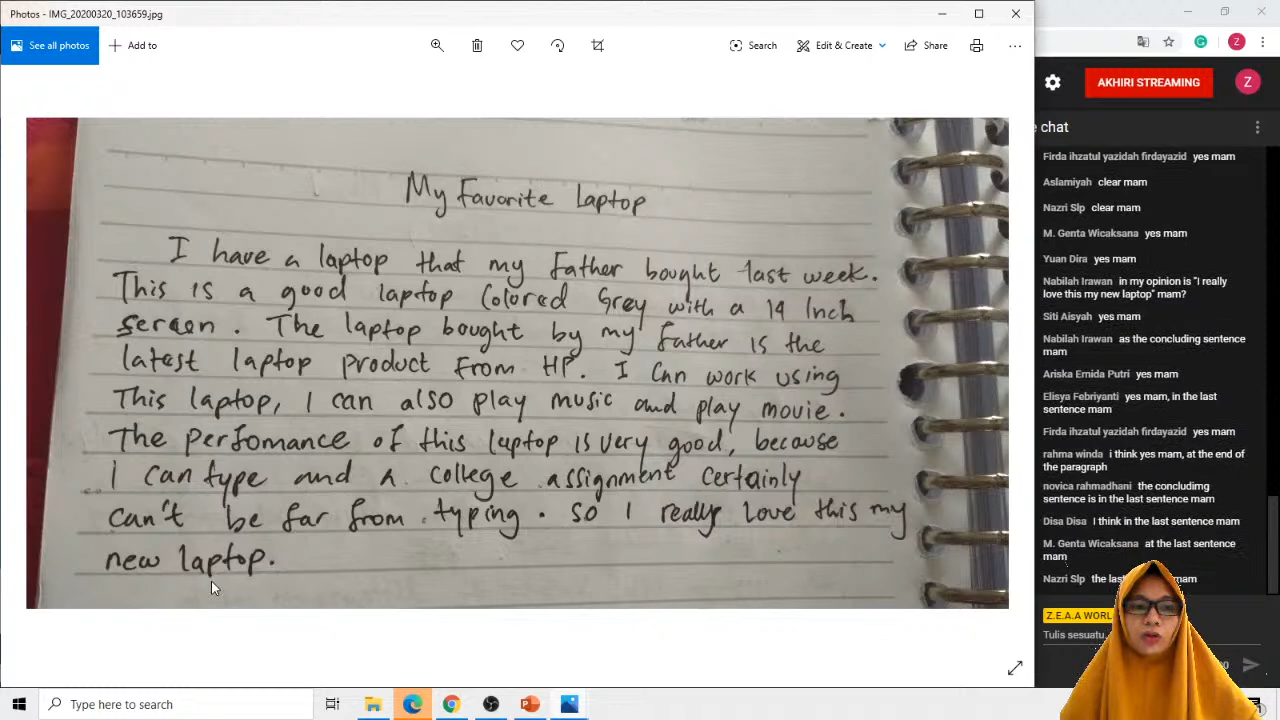 Photos - IMG_20200320_103659.jpg
See all photos
Add to
Search
Edit & Create
Share
My Favorite laptop
I have a laptop that my father bought last week.
This is a good laptop Colored Grey with a 14 Inch
screen. The laptop bought by my father is the
latest laptop product from HP. I can work using
This laptop, I can also play music and play movie.
The perfomance of this laptop is very good, because
I can type and a college assignment certainly
can't be far from typing. So I really love this my
new laptop.
AKHIRI STREAMING
Z
Z
chat
Firda ihzatul yazidah firdayazid yes mam
Aslamiyah clear mam
Nazri Slp clear mam
M. Genta Wicaksana yes mam
Yuan Dira yes mam
Nabilah Irawan in my opinion is "I really
love this my new laptop" mam?
Siti Aisyah yes mam
Nabilah Irawan as the concluding sentence
mam
Ariska Emida Putri yes mam
Elisya Febriyanti yes mam, in the last
sentence mam
Firda ihzatul yazidah firdayazid yes mam
rahma winda i think yes mam, at the end of
the paragraph
novica rahmadhani the concludimg
sentence is in the last sentence mam
Disa Disa I think in the last sentence mam
M. Genta Wicaksana at the last sentence
mam
Nazri Slp the mam
Z.E.A.A WORL
Tulis sesuatu
Type here to search